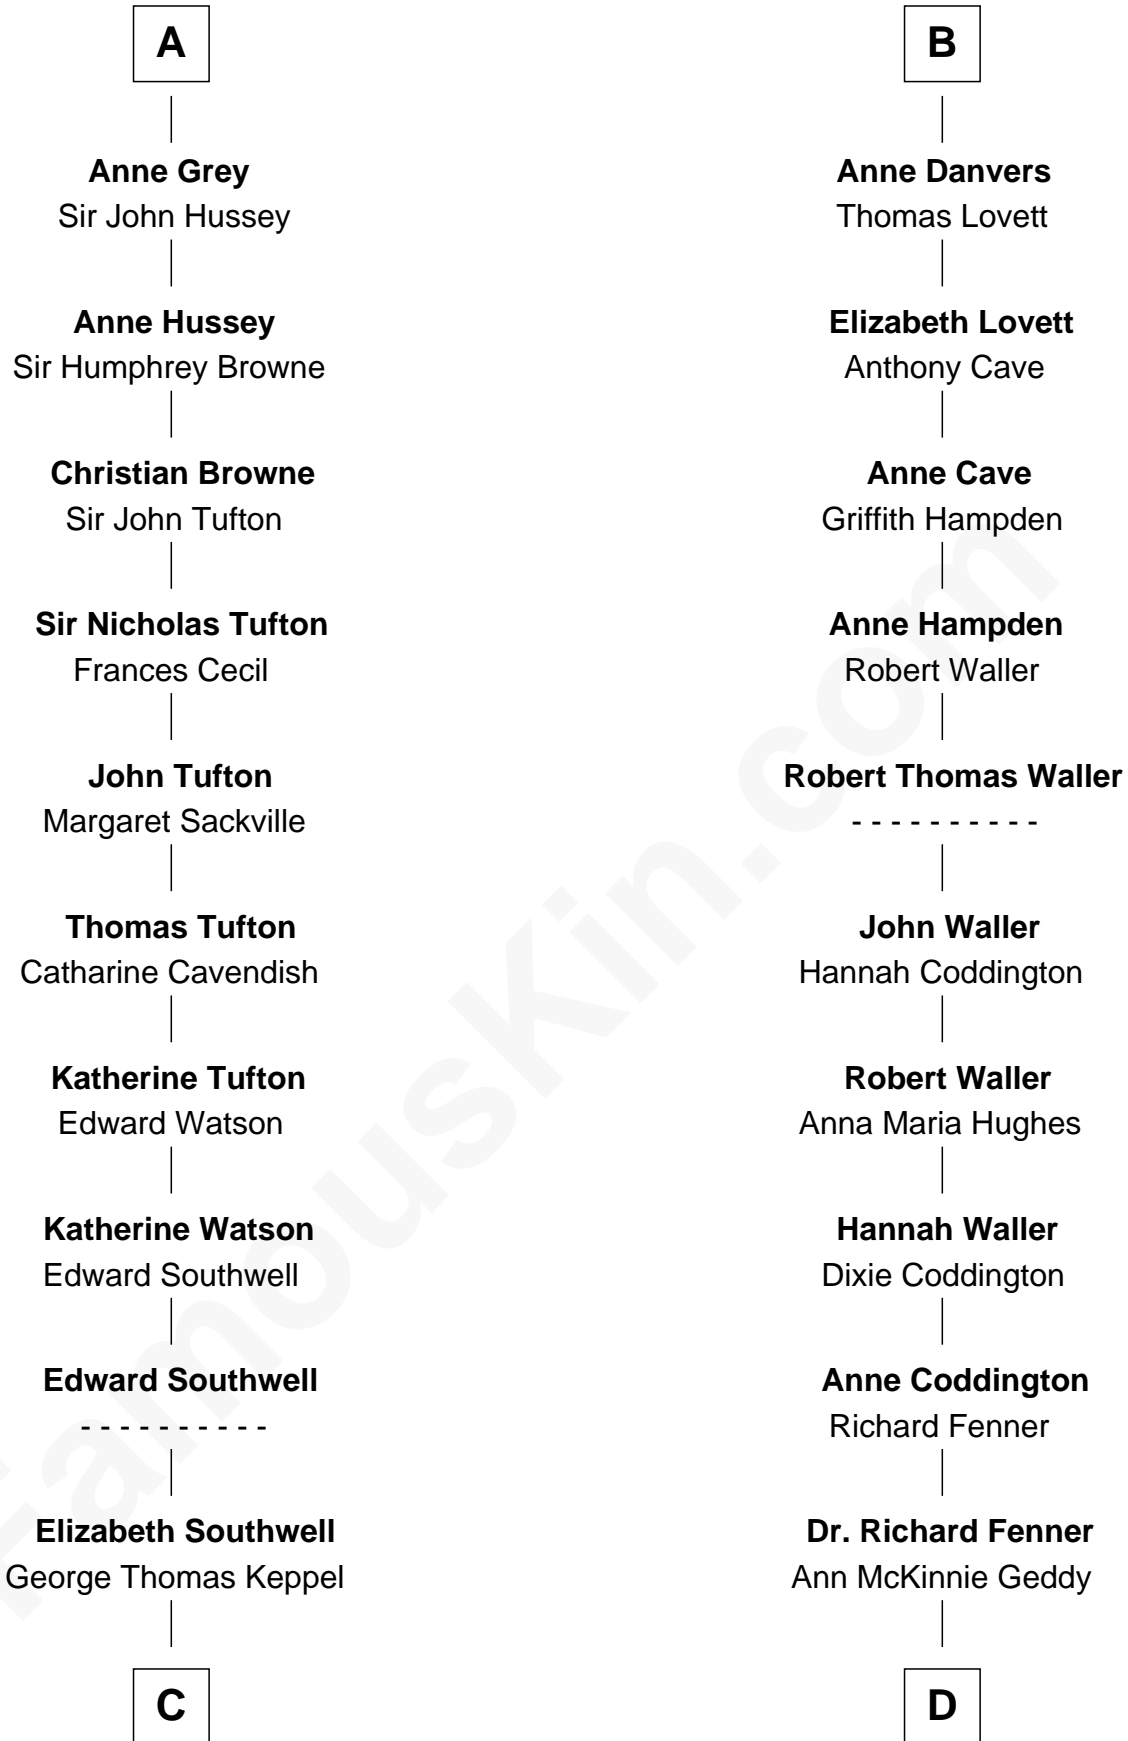 A
Anne Grey
Sir John Hussey
Anne Hussey
Sir Humphrey Browne
Christian Browne
Sir John Tufton
Sir Nicholas Tufton
Frances Cecil
John Tufton
Margaret Sackville
Thomas Tufton
Catharine Cavendish
Katherine Tufton
Edward Watson
Katherine Watson
Edward Southwell
Edward Southwell
- - - - - - - - - -
Elizabeth Southwell
George Thomas Keppel
C
B
Anne Danvers
Thomas Lovett
Elizabeth Lovett
Anthony Cave
Anne Cave
Griffith Hampden
Anne Hampden
Robert Waller
Robert Thomas Waller
- - - - - - - - - -
John Waller
Hannah Coddington
Robert Waller
Anna Maria Hughes
Hannah Waller
Dixie Coddington
Anne Coddington
Richard Fenner
Dr. Richard Fenner
Ann McKinnie Geddy
D
FamousKin.com